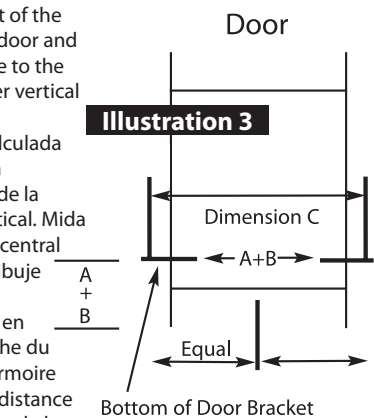 t of the
door and
e to the
er vertical
lculada
de la
tical. Mida
central
ibuje
en
he du
rmoire
distance
Door
Illustration 3
Dimension C
A+B
A
+
B
Equal
Bottom of Door Bracket